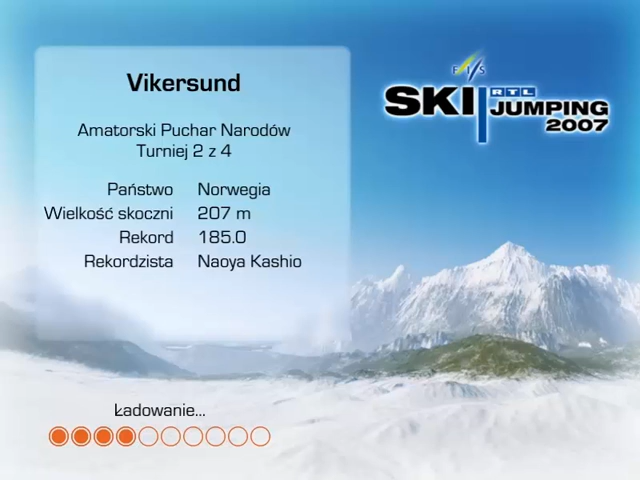 Vikersund
Amatorski Puchar Narodów
Turniej 2 z 4
Państwo Norwegia
Wielkość skoczni 207 m
Rekord 185.0
Rekordzista Naoya Kashio
Ładowanie...
FIS
SKI RTL JUMPING
2007